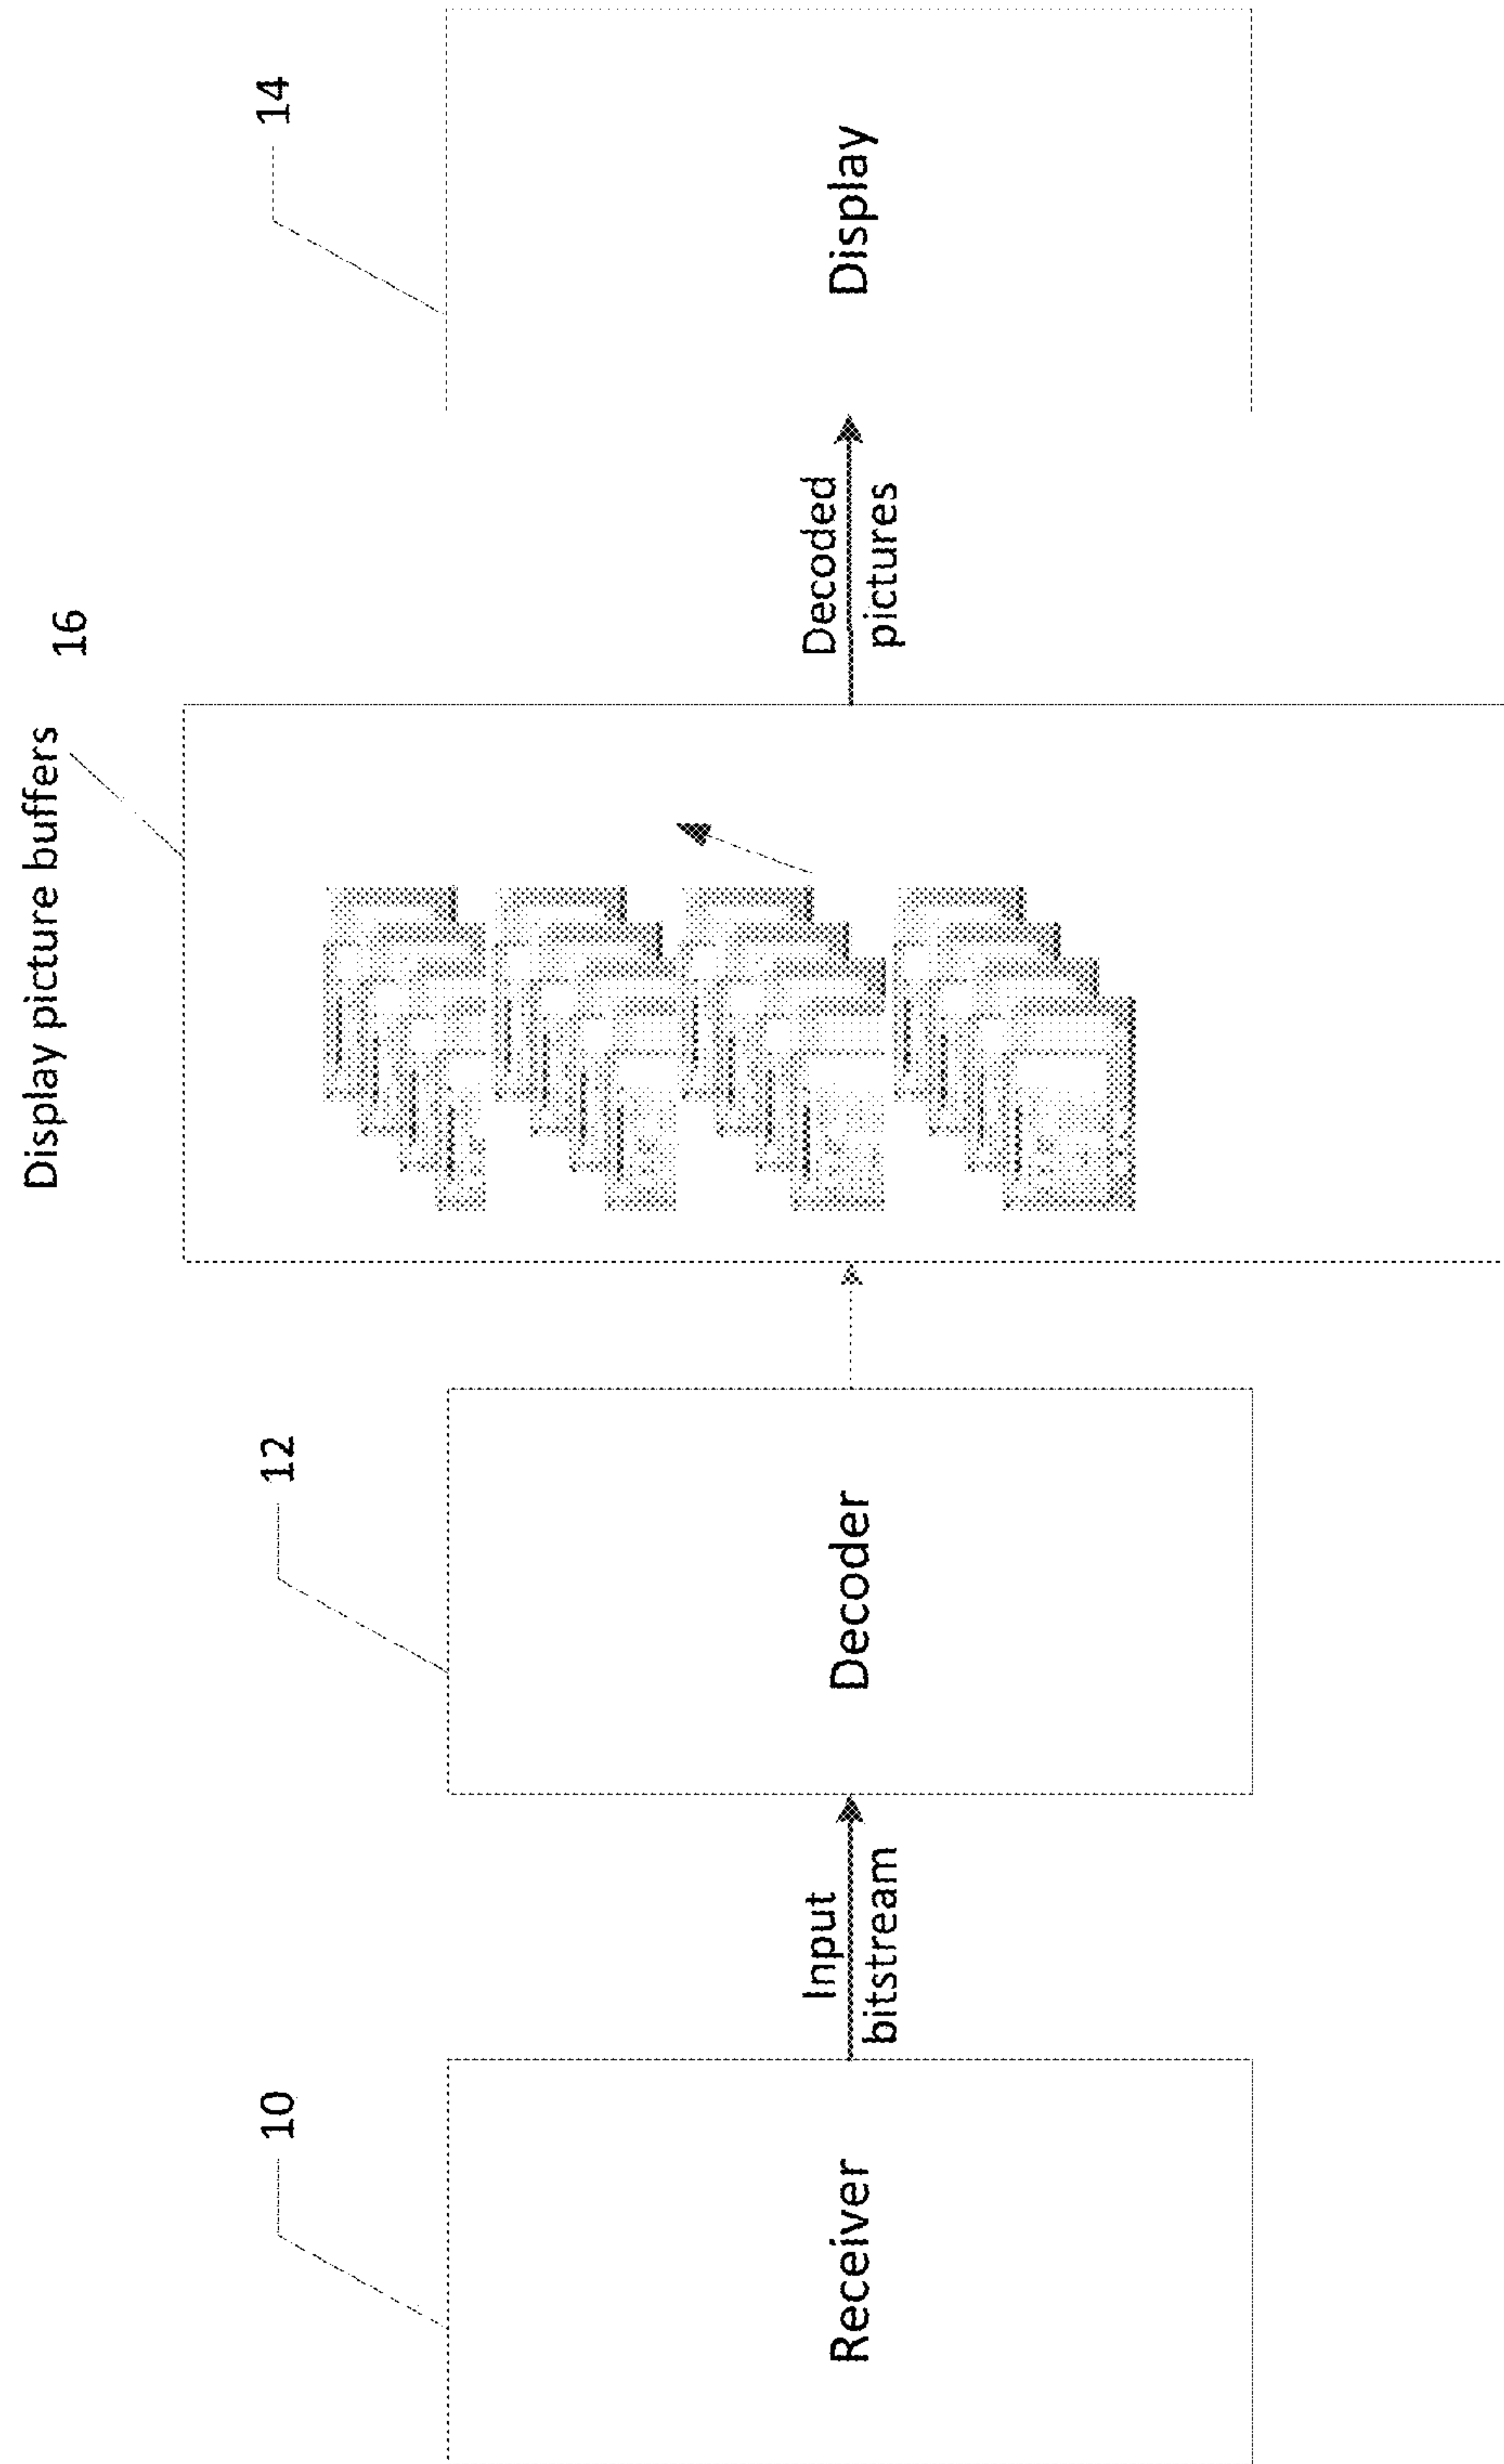 Display picture buffers
16
10
12
14
Receiver
Input
bitstream
Decoder
Decoded
pictures
Display